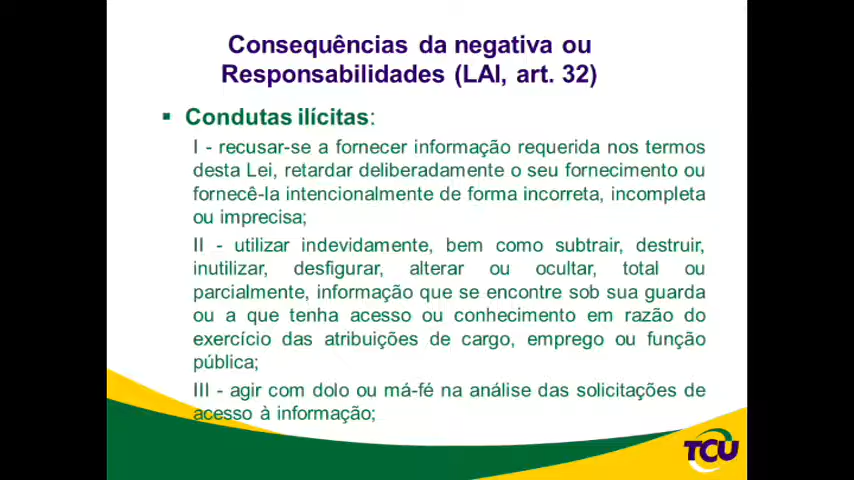 Consequências da negativa ou
Responsabilidades (LAI, art. 32)
Condutas ilícitas:
I - recusar-se a fornecer informação requerida nos termos
desta Lei, retardar deliberadamente o seu fornecimento ou
fornecê-la intencionalmente de forma incorreta, incompleta
ou imprecisa;
II - utilizar indevidamente, bem como subtrair, destruir,
inutilizar, desfigurar, alterar ou ocultar, total ou
parcialmente, informação que se encontre sob sua guarda
ou a que tenha acesso ou conhecimento em razão do
exercício das atribuições de cargo, emprego ou função
pública;
III - agir com dolo ou má-fé na análise das solicitações de
acesso à informação;
TCU